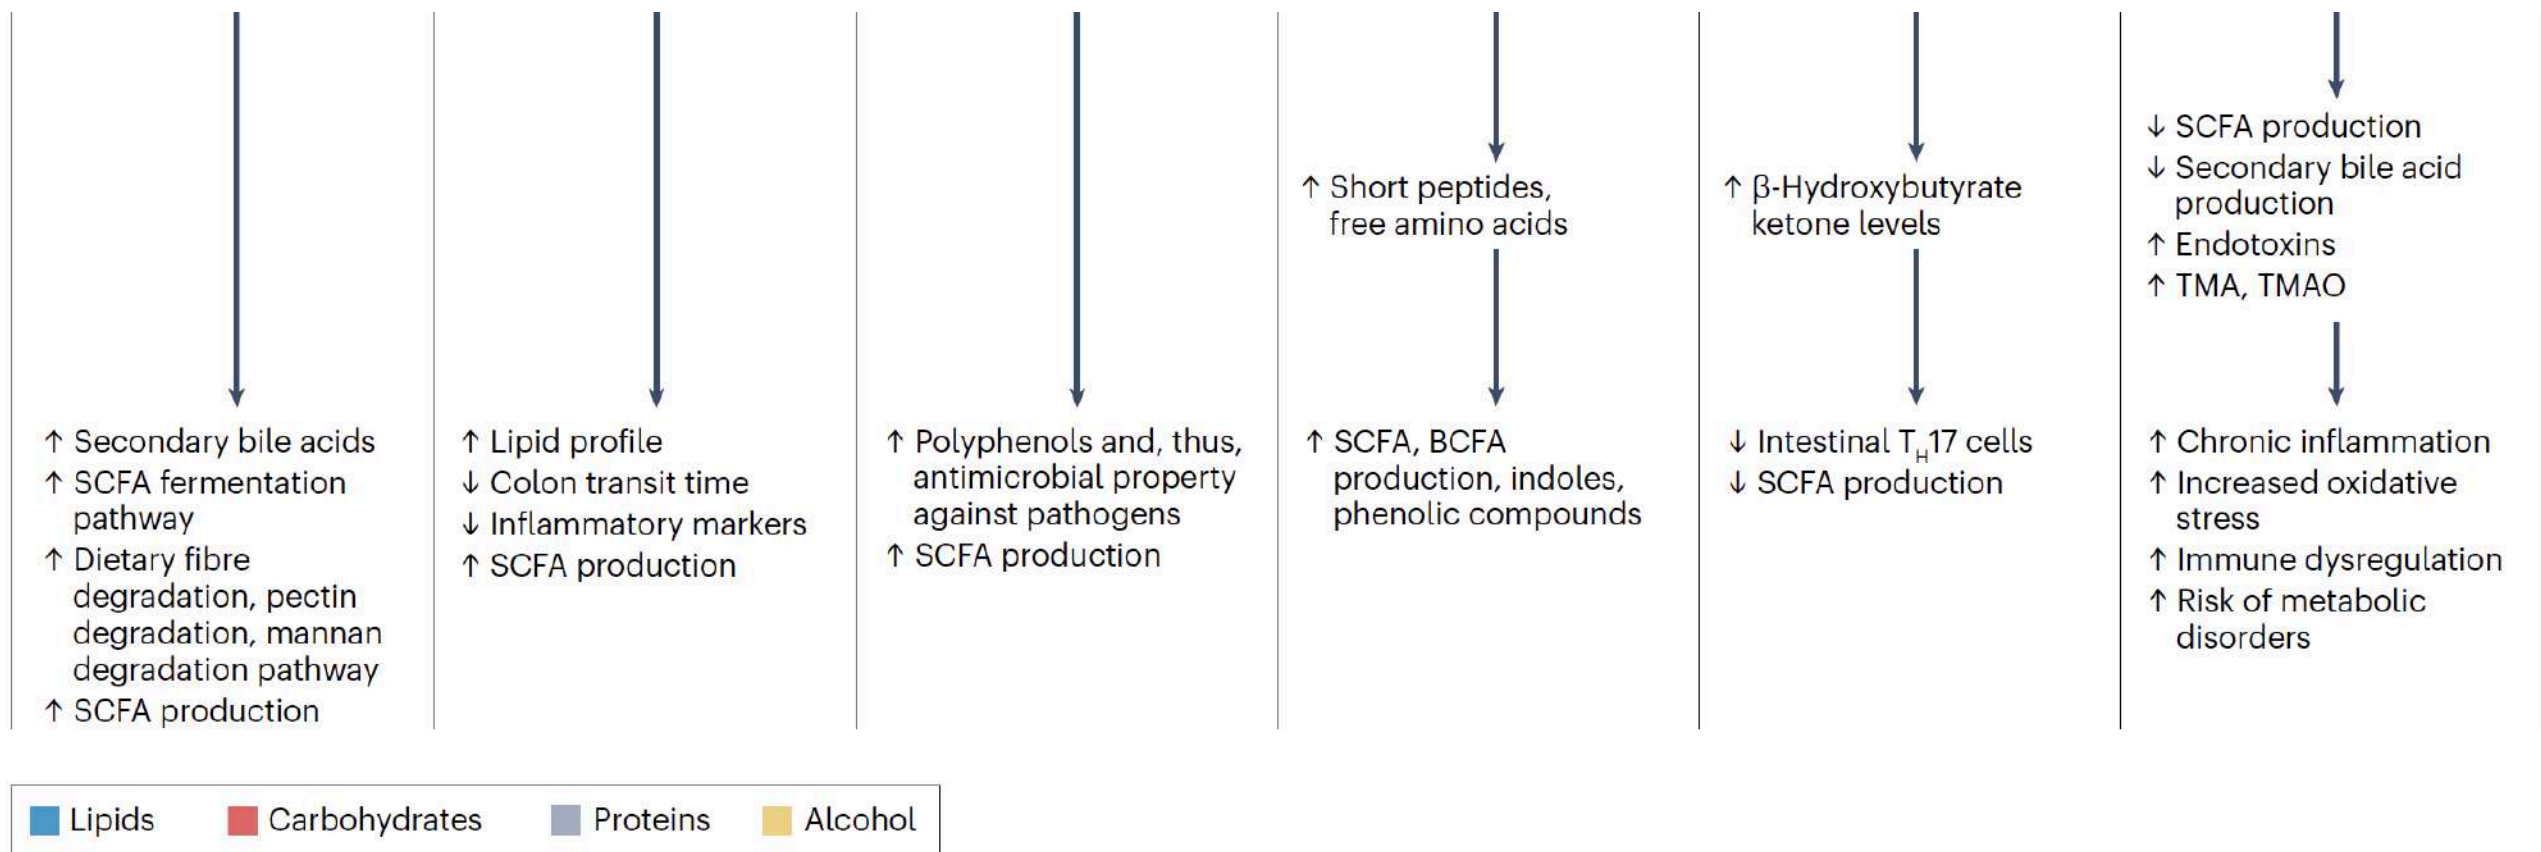 ↑ Secondary bile acids
↑ SCFA fermentation
pathway
↑ Dietary fibre
degradation, pectin
degradation, mannan
degradation pathway
↑ SCFA production
↑ Lipid profile
↓ Colon transit time
↓ Inflammatory markers
↑ SCFA production
↑ Polyphenols and, thus,
antimicrobial property
against pathogens
↑ SCFA production
↑ Short peptides,
free amino acids
↑ SCFA, BCFA
production, indoles,
phenolic compounds
↑ β-Hydroxybutyrate
ketone levels
↓ Intestinal TH17 cells
↓ SCFA production
↓ SCFA production
↓ Secondary bile acid
production
↑ Endotoxins
↑ TMA, TMAO
↑ Chronic inflammation
↑ Increased oxidative
stress
↑ Immune dysregulation
↑ Risk of metabolic
disorders
Lipids Carbohydrates Proteins Alcohol